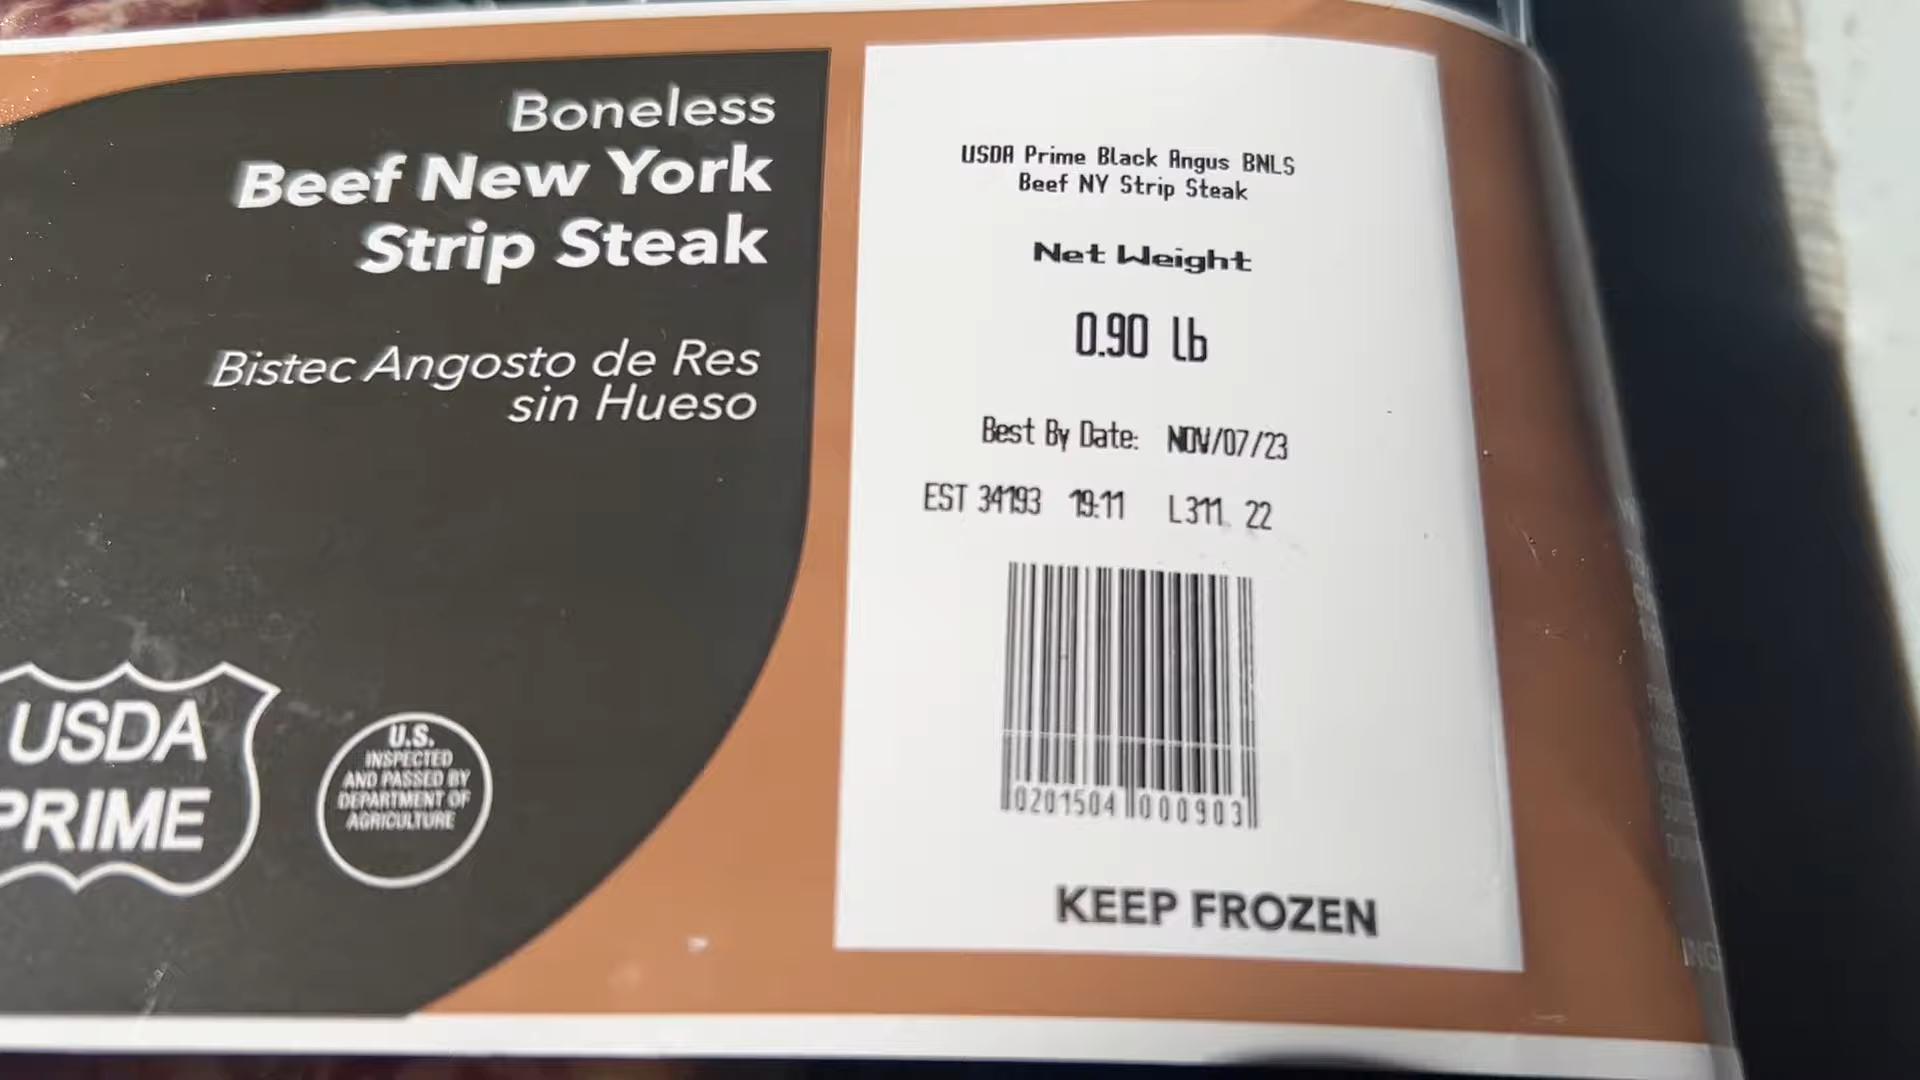 Boneless
Beef New York
Strip Steak
Bistec Angosto de Res
sin Hueso
USDA
PRIME
U.S.
INSPECTED
AND PASSED BY
DEPARTMENT OF
AGRICULTURE
USDA Prime Black Angus BNLS
Beef NY Strip Steak
Net Weight
0.90 lb
Best By Date: NOV/07/23
EST 34193 19:11 L311. 22
0201504 000903
KEEP FROZEN